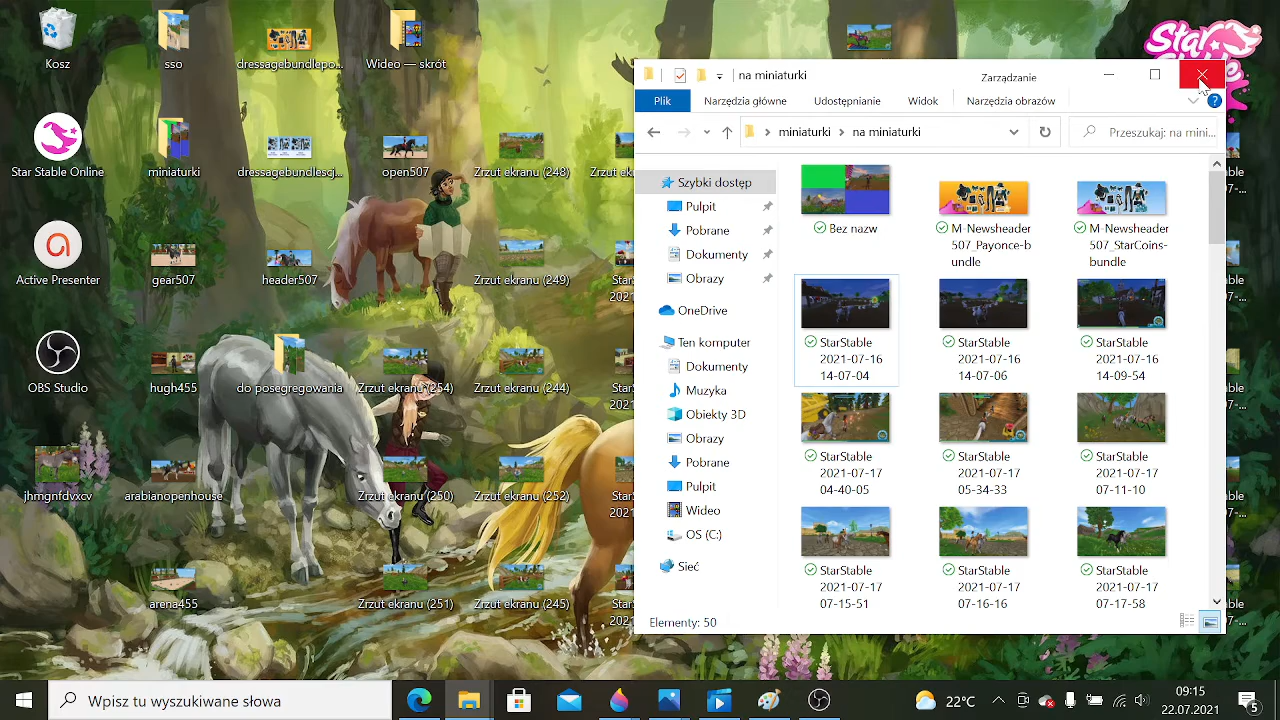 Kosz
sso
dressagebundlepo...
Wideo — skrót
STAR
STABLE
Star Stable Online
miniaturki
dressagebundlescj...
open507
Zrzut ekranu (248)
Active Presenter
gear507
header507
Zrzut ekranu (249)
OBS Studio
hugh455
do posegregowania
Zrzut ekranu (254)
Zrzut ekranu (244)
jhmgnfdvxcv
arabianopenhouse
Zrzut ekranu (250)
Zrzut ekranu (252)
arena455
Zrzut ekranu (251)
Zrzut ekranu (245)
na miniaturki
Zarządzanie
Plik
Narzędzia główne
Udostępnianie
Widok
Narzędzia obrazów
miniaturki
na miniaturki
Przeszukaj: na mini...
Szybki dostęp
Pulpit
Pobrane
Dokumenty
Obrazy
OneDrive
Ten komputer
Dokumenty
Muzyka
Obiekty 3D
Obrazy
Pobrane
Pulpit
Wideo
OS (C:)
Sieć
Bez nazw
M-Newsheader
507_Payonce-b
undle
M-Newsheader
507_StarCoins-
bundle
StarStable
2021-07-16
14-07-04
StarStable
2021-07-16
14-07-06
StarStable
2021-07-16
14-09-54
StarStable
2021-07-17
04-40-05
StarStable
2021-07-17
05-34-33
StarStable
2021-07-17
07-11-10
StarStable
2021-07-17
07-15-51
StarStable
2021-07-17
07-16-16
StarStable
2021-07-17
07-17-58
Elementy: 50
Wpisz tu wyszukiwane słowa
22°C
09:15
22.07.2021
3